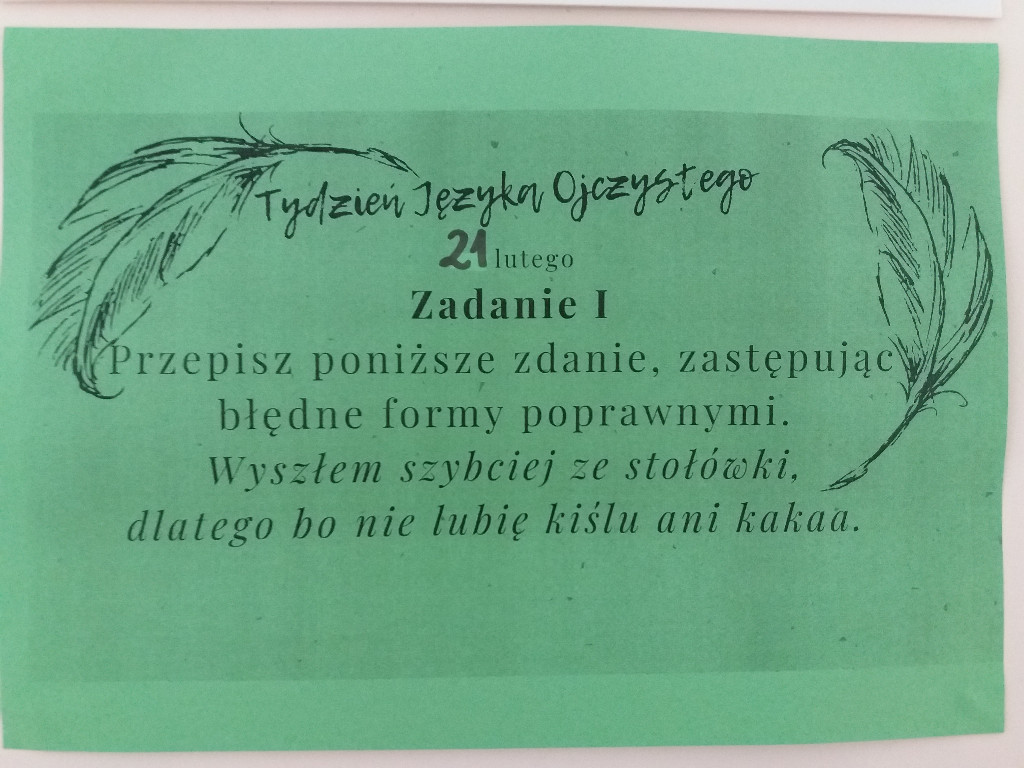 Tydzień Języka Ojczystego
21 lutego
Zadanie I
Przepisz poniższe zdanie, zastępując
błędne formy poprawnymi.
Wyszłem szybciej ze stołówki,
dlatego bo nie lubię kiślu ani kakaa.